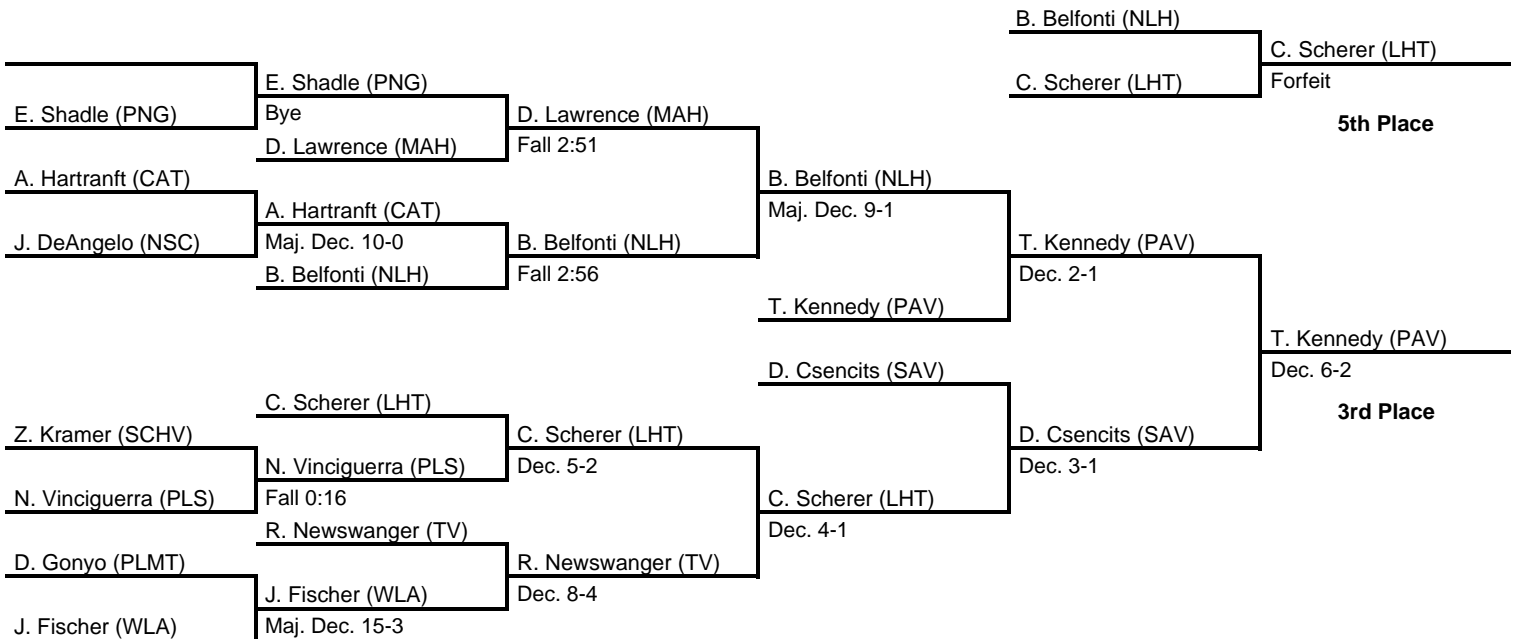 B. Belfonti (NLH)
C. Scherer (LHT)
E. Shadle (PNG)
C. Scherer (LHT)
Forfeit
E. Shadle (PNG)
Bye
D. Lawrence (MAH)
5th Place
D. Lawrence (MAH)
Fall 2:51
A. Hartranft (CAT)
B. Belfonti (NLH)
A. Hartranft (CAT)
Maj. Dec. 9-1
J. DeAngelo (NSC)
Maj. Dec. 10-0
B. Belfonti (NLH)
T. Kennedy (PAV)
B. Belfonti (NLH)
Fall 2:56
Dec. 2-1
T. Kennedy (PAV)
T. Kennedy (PAV)
D. Csencits (SAV)
Dec. 6-2
C. Scherer (LHT)
3rd Place
Z. Kramer (SCHV)
C. Scherer (LHT)
D. Csencits (SAV)
N. Vinciguerra (PLS)
Dec. 5-2
Dec. 3-1
N. Vinciguerra (PLS)
Fall 0:16
C. Scherer (LHT)
R. Newswanger (TV)
Dec. 4-1
D. Gonyo (PLMT)
R. Newswanger (TV)
J. Fischer (WLA)
Dec. 8-4
J. Fischer (WLA)
Maj. Dec. 15-3